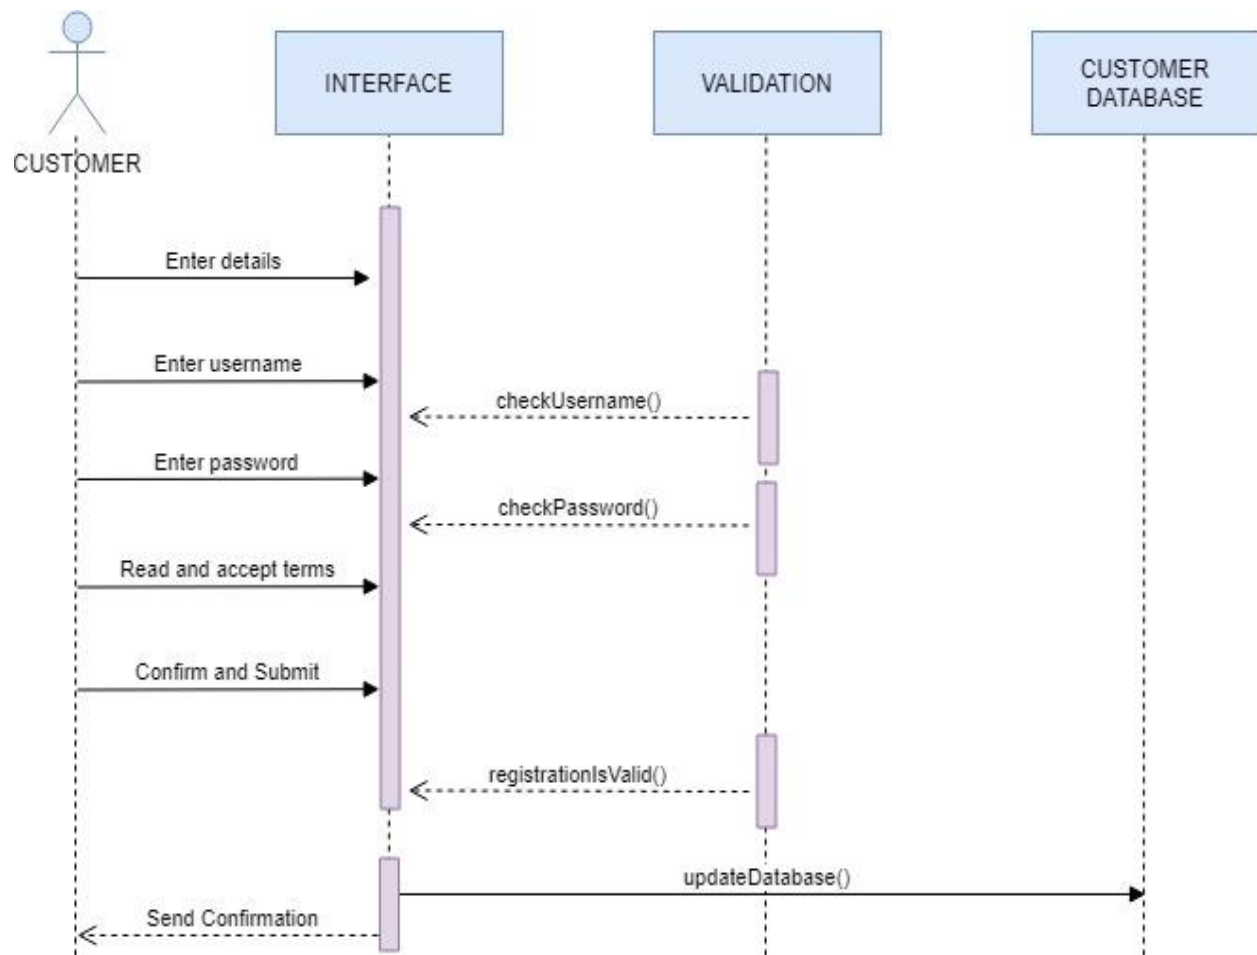 INTERFACE
VALIDATION
CUSTOMER
DATABASE
CUSTOMER
Enter details
Enter username
checkUsername()
Enter password
checkPassword()
Read and accept terms
Confirm and Submit
registrationIsValid()
updateDatabase()
Send Confirmation